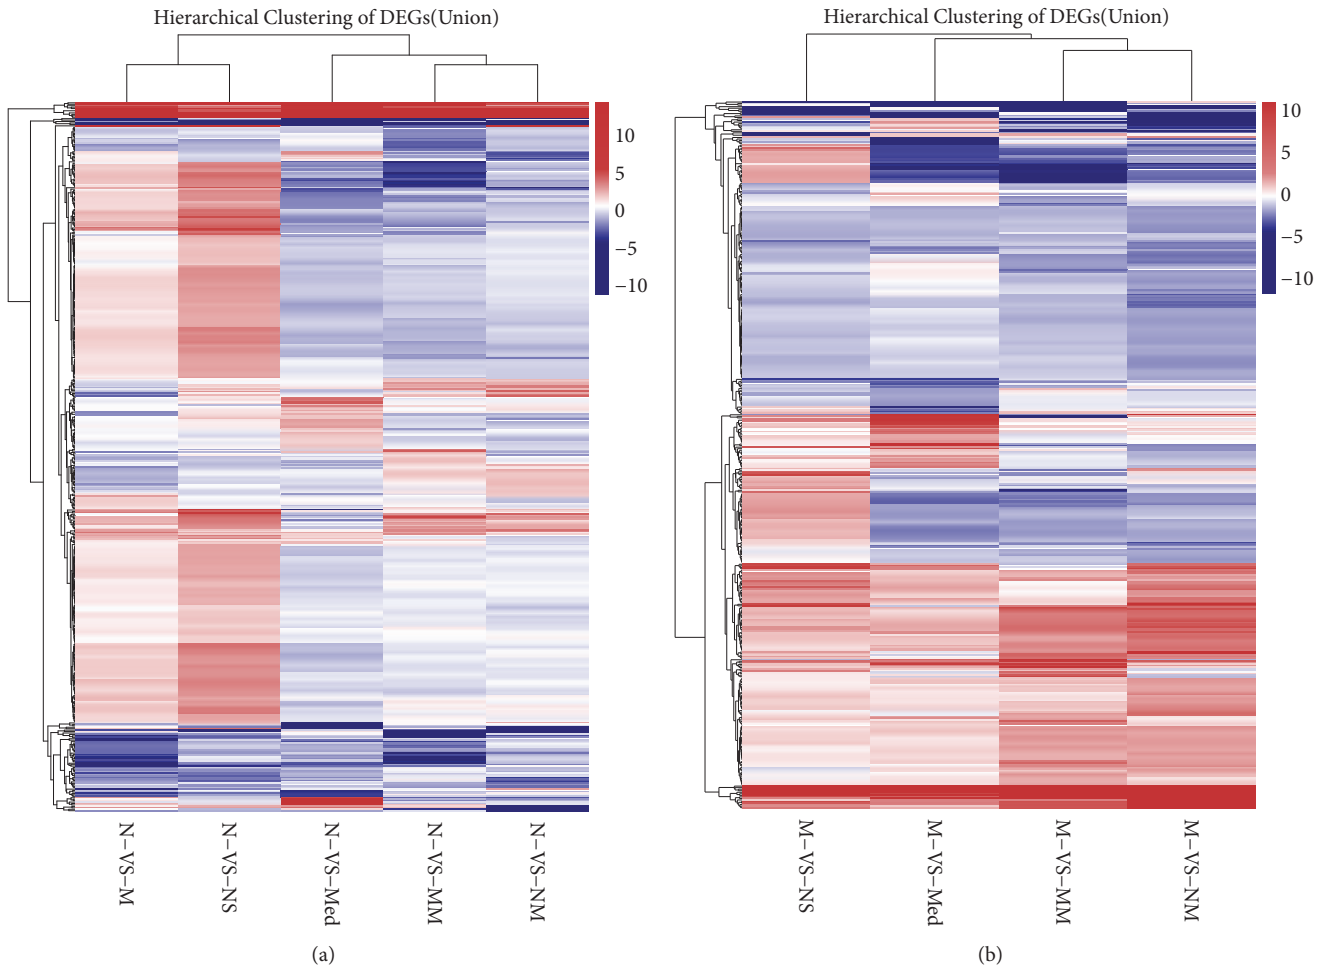 Hierarchical Clustering of DEGs(Union)
10
5
0
−5
−10
N−VS−M
N−VS−NS
N−VS−Med
N−VS−MM
N−VS−NM
(a)
Hierarchical Clustering of DEGs(Union)
10
5
0
−5
−10
M−VS−NS
M−VS−Med
M−VS−MM
M−VS−NM
(b)